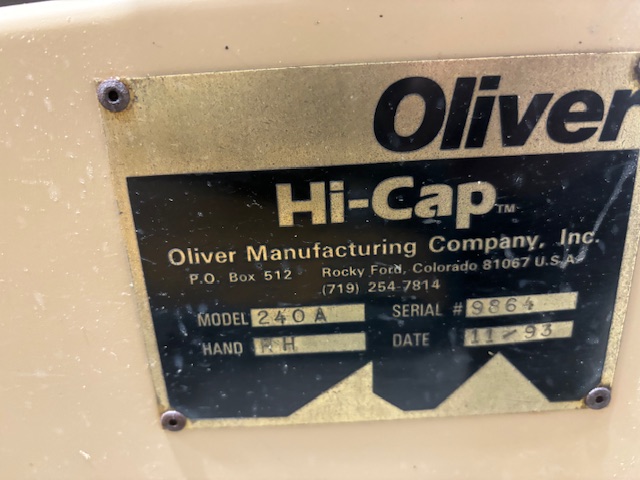 Oliver
Hi-Cap™
Oliver Manufacturing Company, Inc.
P.O. Box 512 Rocky Ford, Colorado 81067 U.S.A.
(719) 254-7814
MODEL 240A SERIAL # 9864
HAND RH DATE 11/93